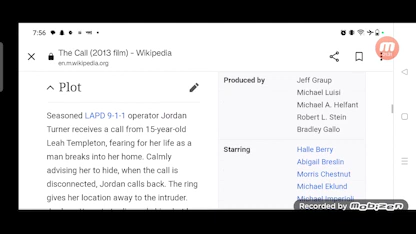 7:56
The Call (2013 film) - Wikipedia
en.m.wikipedia.org
Plot
Seasoned LAPD 9-1-1 operator Jordan
Turner receives a call from 15-year-old
Leah Templeton, fearing for her life as a
man breaks into her home. Calmly
advising her to hide, when the call is
disconnected, Jordan calls back. The ring
gives her location away to the intruder.
Produced by
Jeff Graup
Michael Luisi
Michael A. Helfant
Robert L. Stein
Bradley Gallo
Starring
Halle Berry
Abigail Breslin
Morris Chestnut
Michael Eklund
Michael Imperioli
Recorded by mobizen